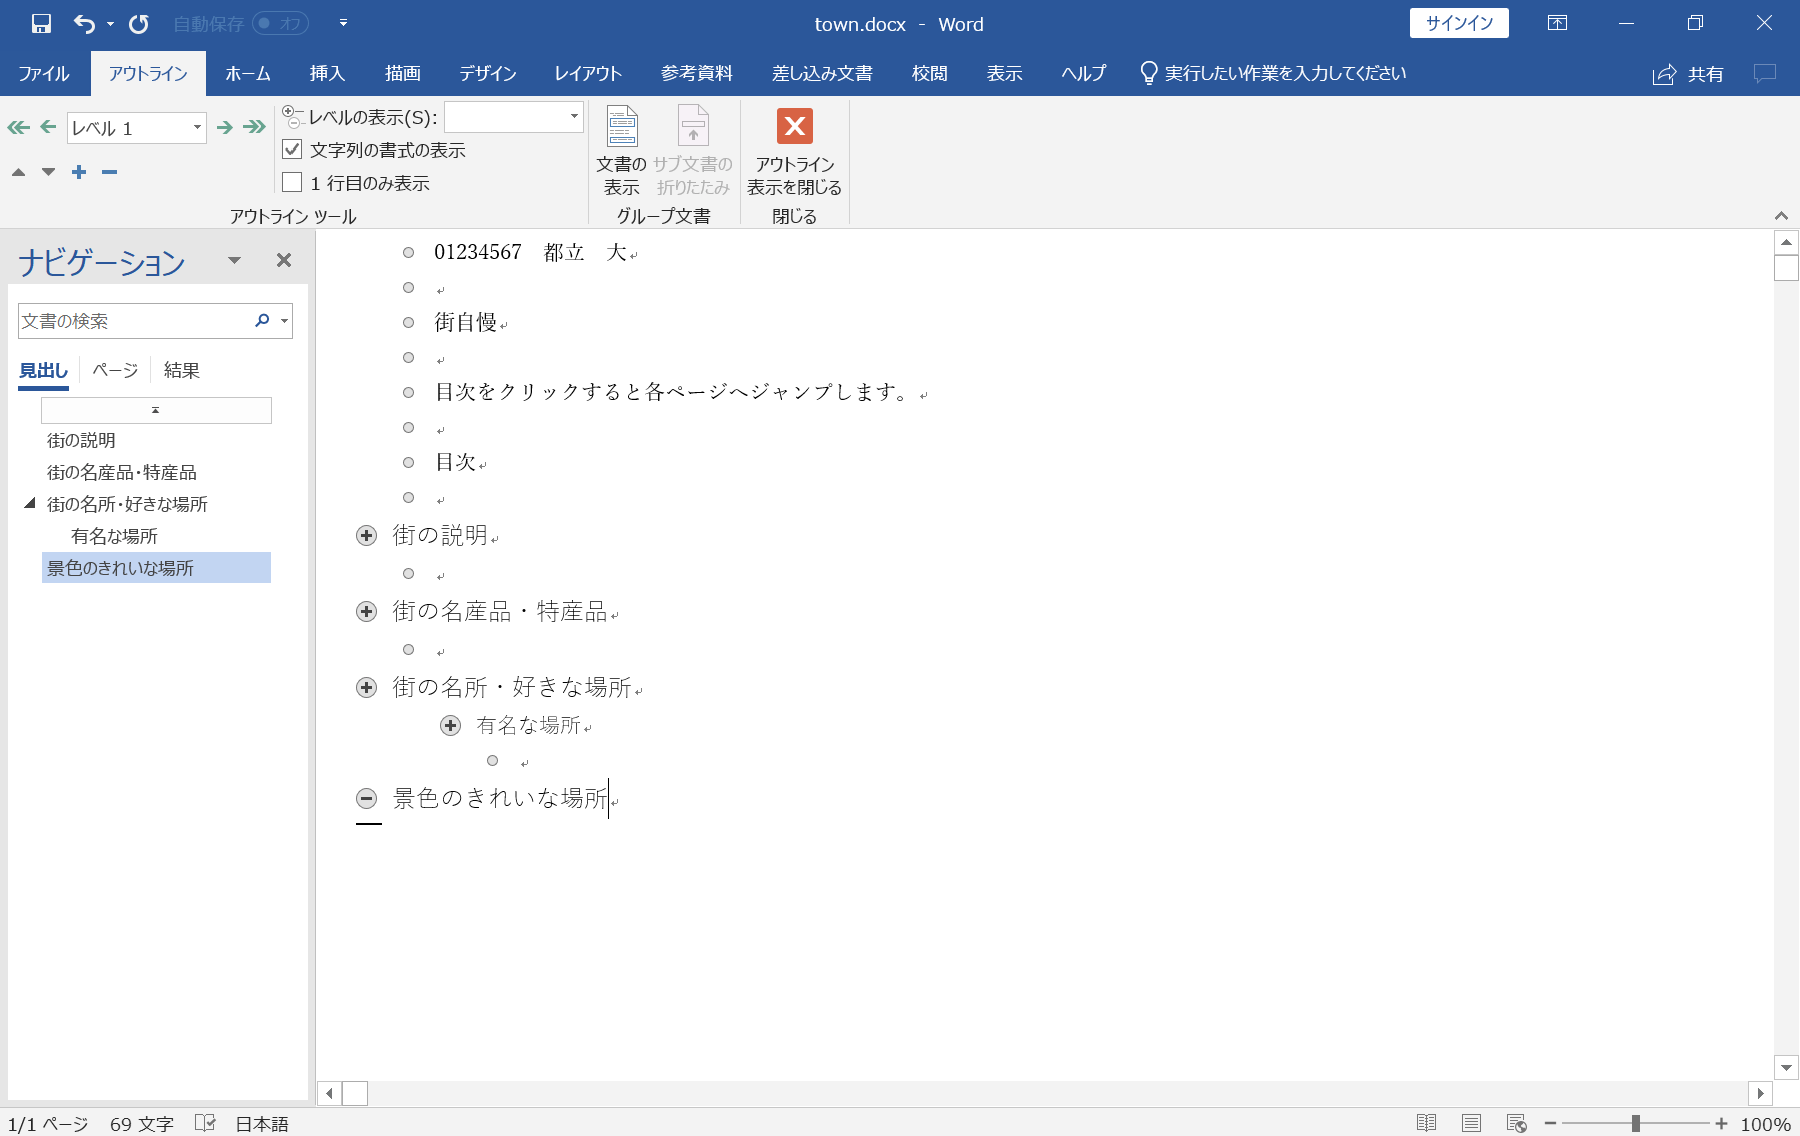 自動保存 オフ
town.docx - Word
サインイン
ファイル アウトライン ホーム 挿入 描画 デザイン レイアウト 参考資料 差し込み文書 校閲 表示 ヘルプ 実行したい作業を入力してください 共有
レベル 1
レベルの表示(S):
文字列の書式の表示
1 行目のみ表示
アウトライン ツール
文書の
表示
サブ文書の
折りたたみ
グループ文書
アウトライン
表示を閉じる
閉じる
ナビゲーション
文書の検索
見出し ページ 結果
街の説明
街の名産品・特産品
街の名所・好きな場所
有名な場所
景色のきれいな場所
01234567 都立 大
街自慢
目次をクリックすると各ページへジャンプします。
目次
街の説明
街の名産品・特産品
街の名所・好きな場所
有名な場所
景色のきれいな場所
1/1 ページ 69 文字 日本語
100%